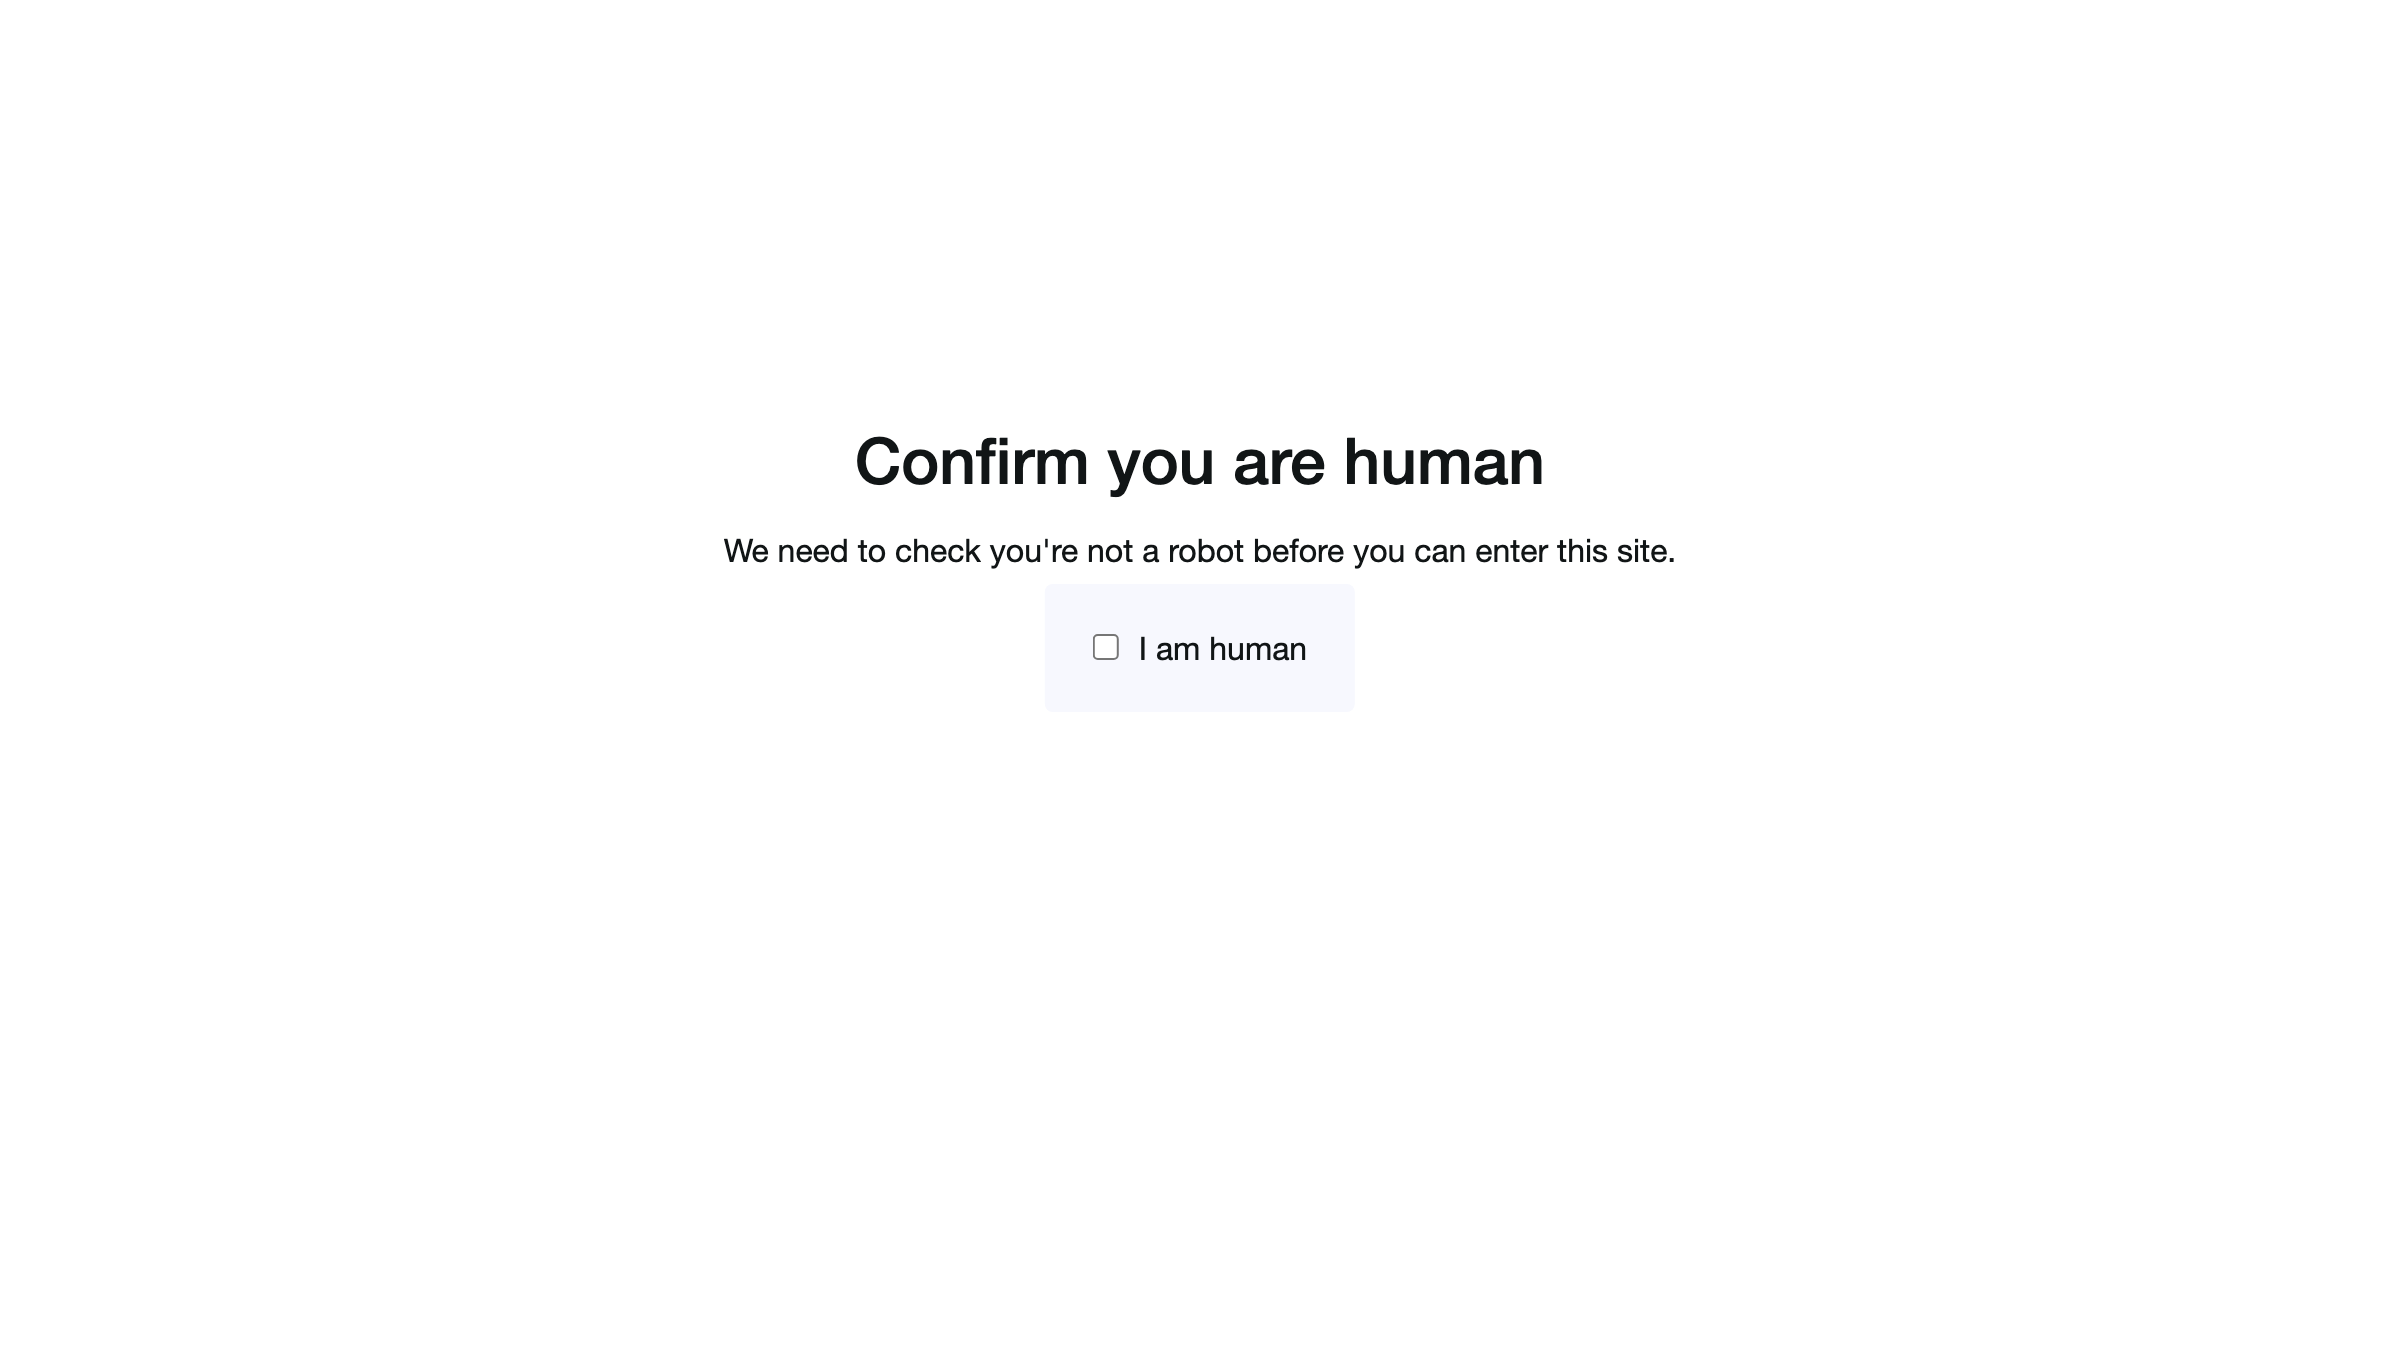 Confirm you are human
We need to check you're not a robot before you can enter this site.
I am human